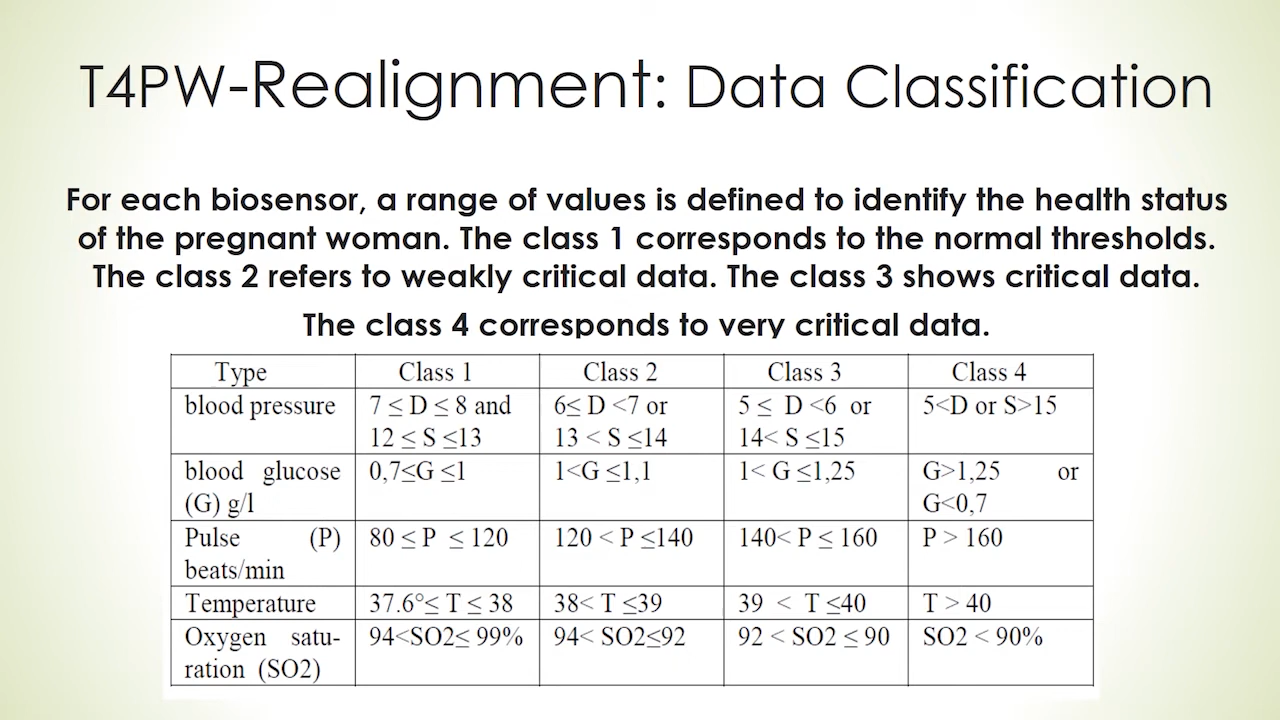 T4PW-Realignment: Data Classification
For each biosensor, a range of values is defined to identify the health status
of the pregnant woman. The class 1 corresponds to the normal thresholds.
The class 2 refers to weakly critical data. The class 3 shows critical data.
The class 4 corresponds to very critical data.
Type Class 1 Class 2 Class 3 Class 4
blood pressure 7 ≤ D ≤ 8 and 6≤ D <7 or 5 ≤ D <6 or 5<D or S>15
12 ≤ S ≤13 13 < S ≤14 14< S ≤15
blood glucose 0,7≤G ≤1 1<G ≤1,1 1< G ≤1,25 G>1,25 or
(G) g/l G<0,7
Pulse (P) 80 ≤ P ≤ 120 120 < P ≤140 140< P ≤ 160 P > 160
beats/min
Temperature 37.6°≤ T ≤ 38 38< T ≤39 39 < T ≤40 T > 40
Oxygen satu- 94<SO2≤ 99% 94< SO2≤92 92 < SO2 ≤ 90 SO2 < 90%
ration (SO2)